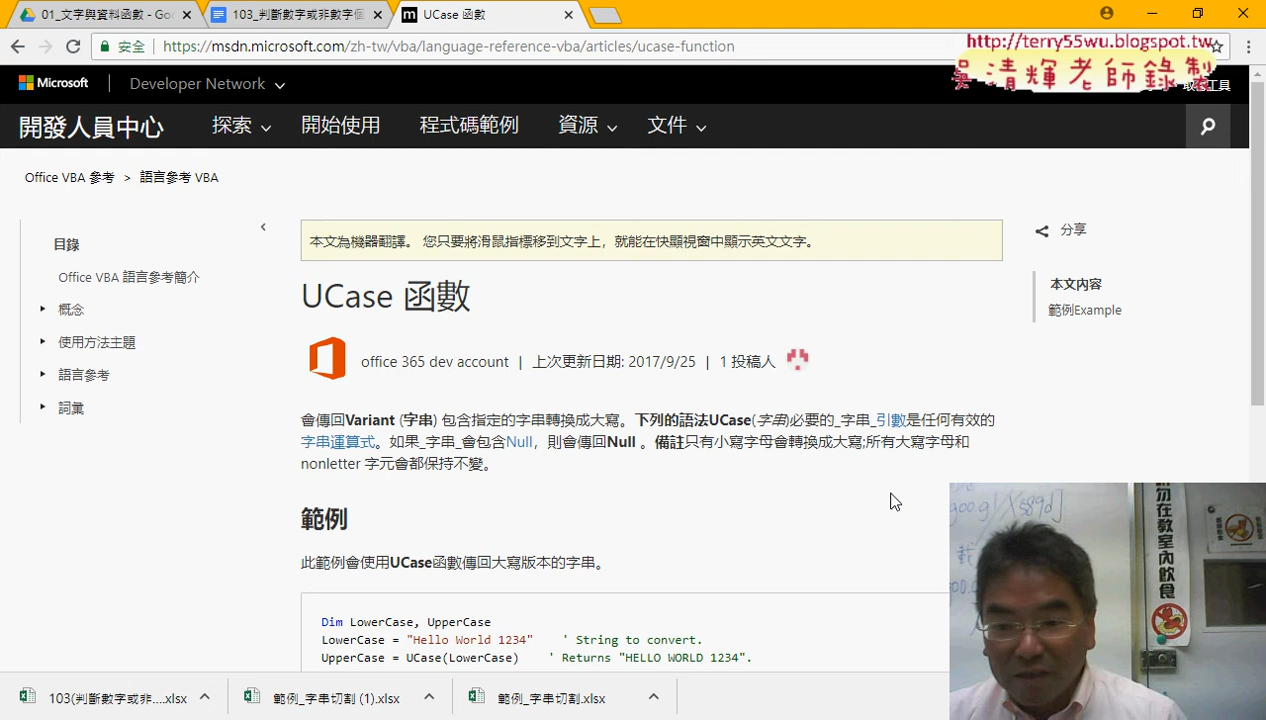 01_文字與資料函數 - Go
103_判斷數字或非數字個
UCase 函數
安全
https://msdn.microsoft.com/zh-tw/vba/language-reference-vba/articles/ucase-function
http://terry55wu.blogspot.tw
吳清輝老師錄製
Microsoft
Developer Network
開發人員中心
探索
開始使用
程式碼範例
資源
文件
Office VBA 參考 > 語言參考 VBA
目錄
Office VBA 語言參考簡介
概念
使用方法主題
語言參考
詞彙
本文為機器翻譯。 您只要將滑鼠指標移到文字上，就能在快顯視窗中顯示英文文字。
分享
本文內容
範例Example
UCase 函數
office 365 dev account | 上次更新日期: 2017/9/25 | 1 投稿人
會傳回Variant (字串) 包含指定的字串轉換成大寫。下列的語法UCase(字串)必要的_字串_引數是任何有效的
字串運算式。如果_字串_會包含Null，則會傳回Null 。備註只有小寫字母會轉換成大寫;所有大寫字母和
nonletter 字元會都保持不變。
範例
此範例會使用UCase函數傳回大寫版本的字串。
Dim LowerCase, UpperCase
LowerCase = "Hello World 1234" ' String to convert.
UpperCase = UCase(LowerCase) ' Returns "HELLO WORLD 1234".
勿在教室內飲食
103(判斷數字或非....xlsx
範例_字串切割 (1).xlsx
範例_字串切割.xlsx